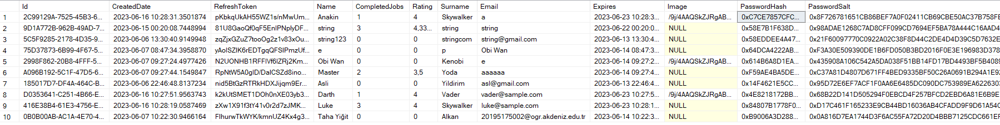 Id CreatedDate RefreshToken Name CompletedJobs Rating Surname Email Expires Image PasswordHash PasswordSalt
1 2C99129A-7525-45B3-6... 2023-06-16 10:28:31.3501874 pKbkqUkAH55WZ1s/nMwUm... Anakin 1 4 Skywalker a 2023-06-23 10:28:3... /9j/4AAQSkZJRgAB... 0xC7CE7857CFC... 0x8F726781651CB86BEF7A0F02411CB69CBE50AC37B758FE
2 9D1A772B-962B-49AD-7... 2023-06-15 00:20:08.7448994 81U8GaoQf0qF5EnIPNplyDF... string 3 4,33... string string 2023-06-22 00:20:0... NULL 0x58E7B1F638D... 0x98ADAE1268C7AD8CFF099CD7694EF5BA78A444C16AAD4
3 5C5F9285-2178-4D35-9... 2023-06-06 13:30:40.9149948 zqZjxGZuZ7tooOg2z1v83xOu... string123 0 0 stringcom string@gmail.com 2023-06-13 13:30:4... NULL 0x58EDDEE4A47... 0x21F60097770C0922A02C38F8D44C2DE4D4D39C5D7632E
4 75D37873-6B99-4F67-5... 2023-06-07 08:47:34.3958870 yAolSZIK6rEDTgqQFSlPmzUf... e 0 0 p Obi Wan 2023-06-14 08:47:3... NULL 0x64DCA4222AB... 0xF3A30E509390DE1B6FD050B3BD2016F0E3E196983D378
5 2998F862-20B8-4FFF-5... 2023-06-07 09:27:24.4977426 N2UONHB1RFFlVf6lZRj2Km... Obi Wan 0 0 Kenobi e 2023-06-14 09:27:2... /9j/4AAQSkZJRgAB... 0x614B6A8D1EA... 0x435908A106C542A5DA038F51BB14FD17BD4493BF5B4089
6 A096B192-5C1F-47D5-6... 2023-06-07 09:27:44.1549847 RpNtW5A0gID/DalCSZd8ino... Master 2 3,5 Yoda aaaaaa 2023-06-14 09:27:4... NULL 0xF59AE4BA5DE... 0xC37A81D4807D671FF4BED9335BF50C26A0691B294A1E92
7 185017D7-DF4A-464C-B... 2023-06-06 22:46:48.8137234 nid5BtGzRTRkHDXJijqm9Er... Asli 0 0 Yildirim asl@gmail.com 2023-06-13 22:46:4... NULL 0x14F4621E5CC... 0x95D72E6EF7ACF1F0AA6E6485DC090DC753989EA6226303
8 D0353641-C251-4B66-E... 2023-06-16 10:27:51.9563743 k2kUtSMET1DOh0nXE03yb3... Darth 1 4 Vader vader@sample.com 2023-06-23 10:27:5... /9j/4AAQSkZJRgAB... 0x4E8218172BB... 0x68B22D141D505294F0EBCD4F257BFCD2EBD6A81E6B9E
9 416E38B4-61E3-4756-E... 2023-06-16 10:28:19.0587469 zXw1X91f3tY41v0r2d7zJMK... Luke 3 4 Skywalker luke@sample.com 2023-06-23 10:28:1... NULL 0x84807B1778F0... 0xD17C461F165233E9CB44BD16036AB4CFADD9F9D61A54C
10 0B0B00AB-AC1A-4E70-4... 2023-06-07 10:22:30.9466164 FlhurwTkWYK/kmnUZ4Kx4g3... Taha Yiğit 0 0 Alkan 20195175002@ogr.akdeniz.edu.tr 2023-06-14 10:22:3... NULL 0xB9006A3D288... 0x0A816D7EA1744D3F6AC55FA72D20D4BBB7125CDC661EF